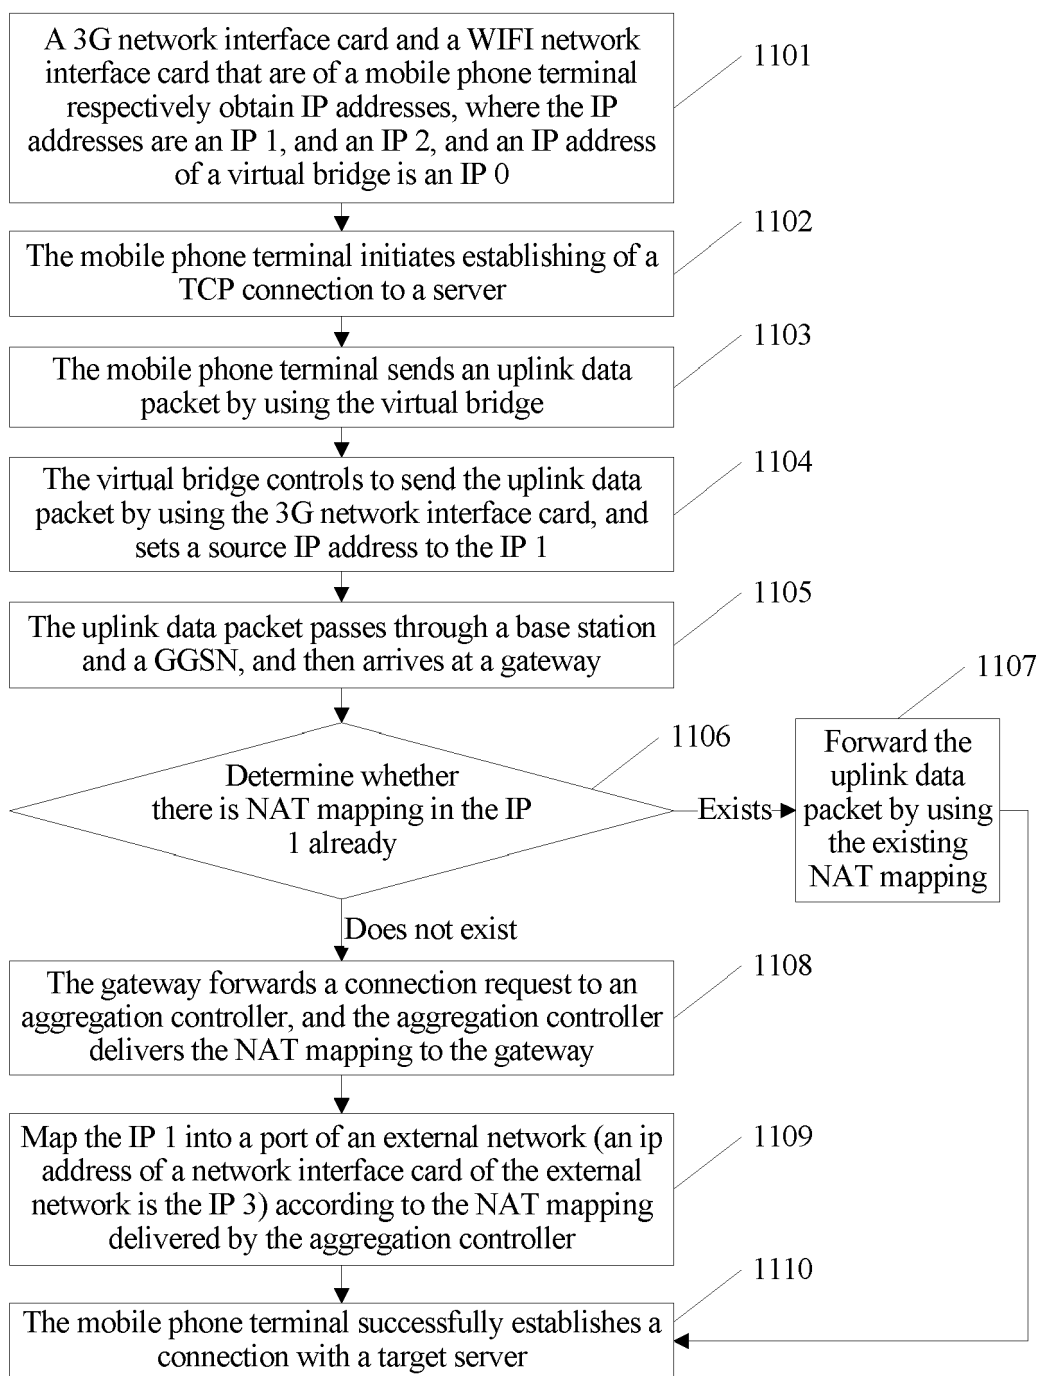 A 3G network interface card and a WIFI network
interface card that are of a mobile phone terminal
respectively obtain IP addresses, where the IP
addresses are an IP 1, and an IP 2, and an IP address
of a virtual bridge is an IP 0
1101
The mobile phone terminal initiates establishing of a
TCP connection to a server
1102
The mobile phone terminal sends an uplink data
packet by using the virtual bridge
1103
The virtual bridge controls to send the uplink data
packet by using the 3G network interface card, and
sets a source IP address to the IP 1
1104
The uplink data packet passes through a base station
and a GGSN, and then arrives at a gateway
1105
Determine whether
there is NAT mapping in the IP
1 already
1106
Exists
Forward the
uplink data
packet by using
the existing
NAT mapping
1107
Does not exist
The gateway forwards a connection request to an
aggregation controller, and the aggregation controller
delivers the NAT mapping to the gateway
1108
Map the IP 1 into a port of an external network (an ip
address of a network interface card of the external
network is the IP 3) according to the NAT mapping
delivered by the aggregation controller
1109
The mobile phone terminal successfully establishes a
connection with a target server
1110